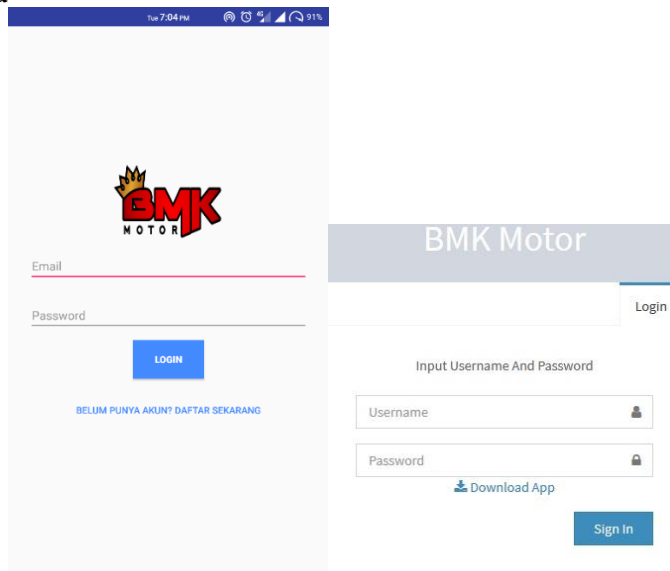 Tue 7:04 PM 4G 91%
BMK
MOTOR
Email
Password
LOGIN
BELUM PUNYA AKUN? DAFTAR SEKARANG
BMK Motor
Login
Input Username And Password
Username
Password
Download App
Sign In